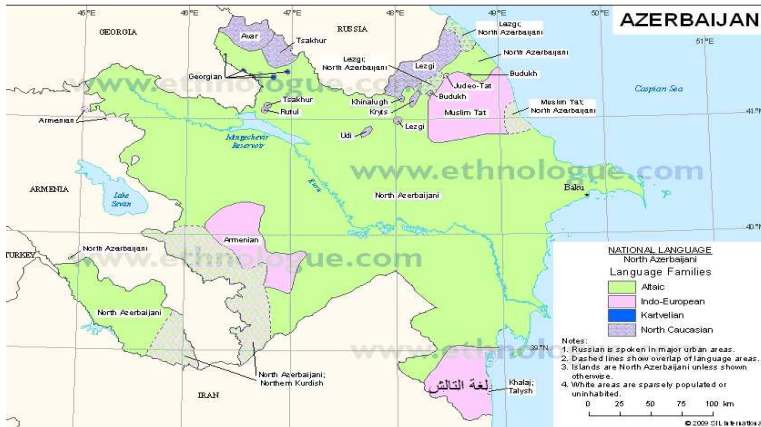 AZERBAIJAN
GEORGIA
RUSSIA
46°E
47°E
48°E
49°E
50°E
51°E
Avar
Tsakhur
Lezgi;
North Azerbaijani
Lezgi;
North Azerbaijani
Lezgi
North Azerbaijani
Georgian
Budukh
Judeo-Tat
Budukh
Caspian Sea
www.ethnologue.com
Tsakhur
Rutul
Khinalugh
Kryts
Muslim Tat
Muslim Tat;
North Azerbaijani
Armenian
41°N
Mingechevir
Reservoir
Udi
Lezgi
www.ethnologue.com
ARMENIA
Lake
Sevan
Kura
North Azerbaijani
Baku
40°N
Armenian
TURKEY
North Azerbaijani
www.ethnologue.com
NATIONAL LANGUAGE
North Azerbaijani
Language Families
Altaic
Indo-European
Kartvelian
North Caucasian
North Azerbaijani
39°N
www.ethnologue.com
Notes:
1. Russian is spoken in major urban areas.
2. Dashed lines show overlap of language areas.
3. Islands are North Azerbaijani unless shown
otherwise.
4. White areas are sparsely populated or
uninhabited.
North Azerbaijani;
Northern Kurdish
IRAN
لغة التالش
Khalaj;
Talysh
0 25 50 75 100 km
© 2009 SIL International